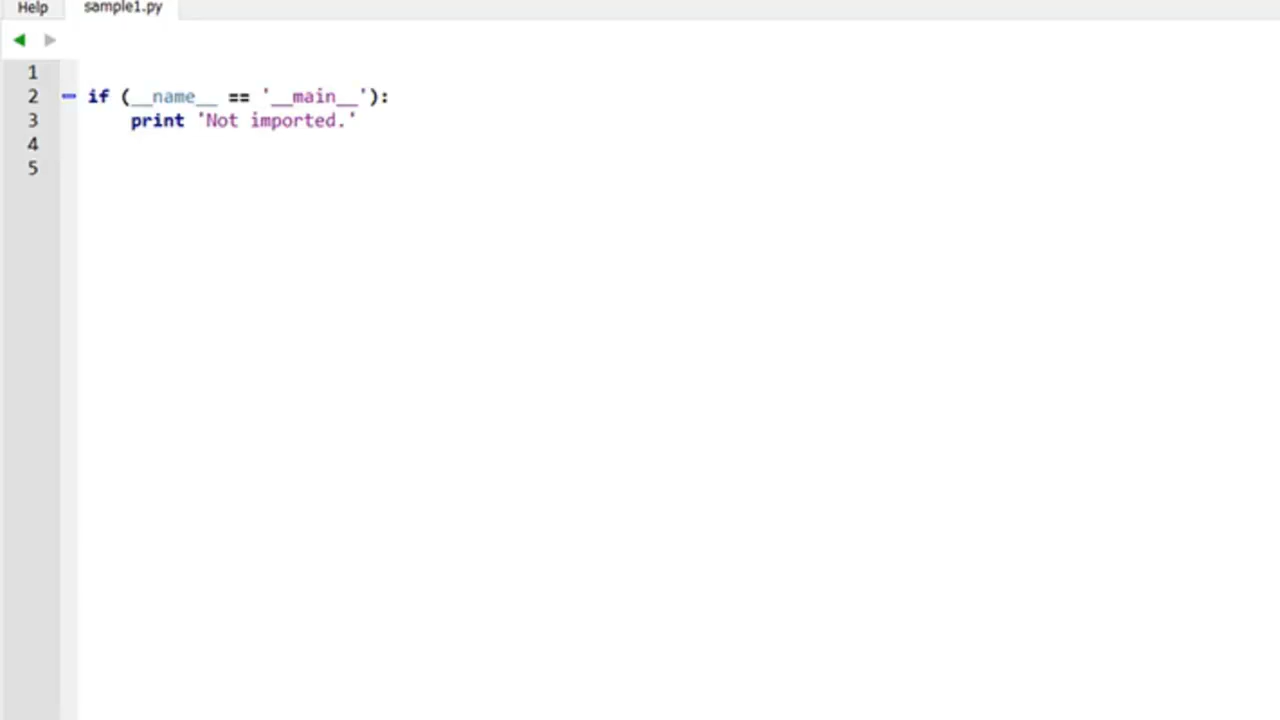 Help sample1.py
1
2 if (__name__ == '__main__'):
3 print 'Not imported.'
4
5